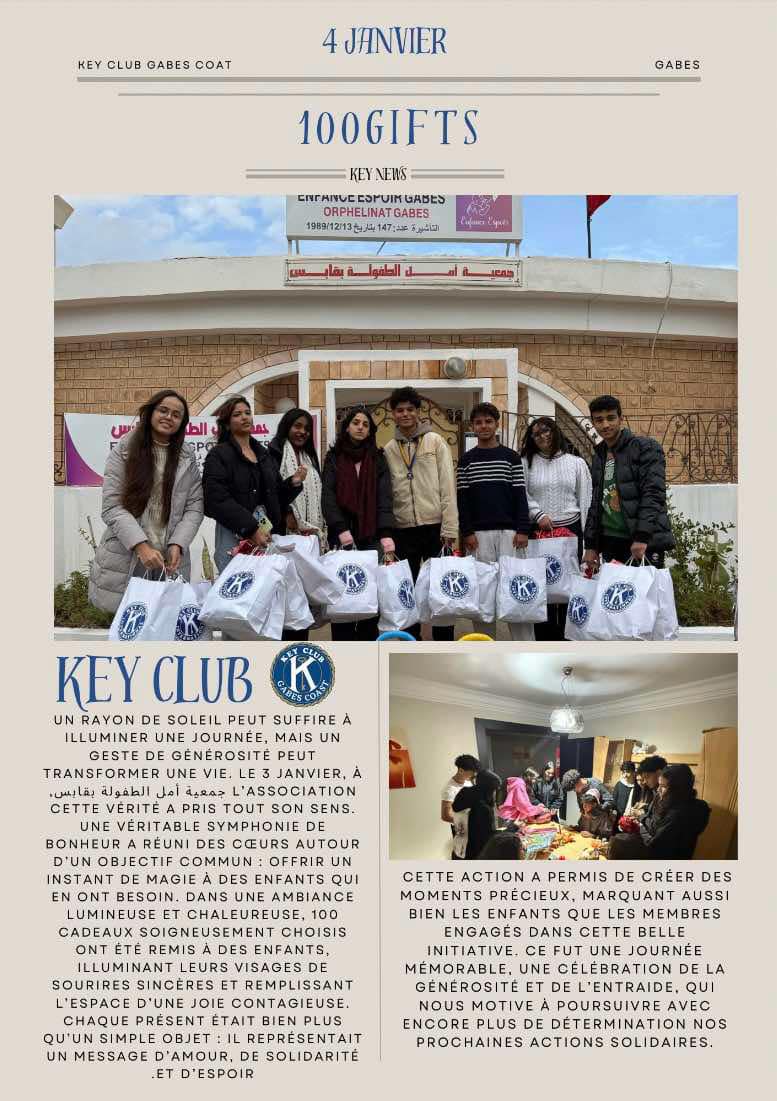 4 JANVIER
KEY CLUB GABES COAT
GABES
100GIFTS
KEY NEWS
ENFANCE ESPOIR GABES
ORPHELINAT GABES
التأشيرة عدد: 147 بتاريخ 1989/12/13
Enfance Espoir
جمعية أمـــل الطفولة بقابـــس
KEY CLUB
KEY CLUB
K
GABES COAST
UN RAYON DE SOLEIL PEUT SUFFIRE À
ILLUMINER UNE JOURNÉE, MAIS UN
GESTE DE GÉNÉROSITÉ PEUT
TRANSFORMER UNE VIE. LE 3 JANVIER, À
L’ASSOCIATION جمعية أمل الطفولة بقابس,
CETTE VÉRITÉ A PRIS TOUT SON SENS.
UNE VÉRITABLE SYMPHONIE DE
BONHEUR A RÉUNI DES CŒURS AUTOUR
D’UN OBJECTIF COMMUN : OFFRIR UN
INSTANT DE MAGIE À DES ENFANTS QUI
EN ONT BESOIN. DANS UNE AMBIANCE
LUMINEUSE ET CHALEUREUSE, 100
CADEAUX SOIGNEUSEMENT CHOISIS
ONT ÉTÉ REMIS À DES ENFANTS,
ILLUMINANT LEURS VISAGES DE
SOURIRES SINCÈRES ET REMPLISSANT
L’ESPACE D’UNE JOIE CONTAGIEUSE.
CHAQUE PRÉSENT ÉTAIT BIEN PLUS
QU’UN SIMPLE OBJET : IL REPRÉSENTAIT
UN MESSAGE D’AMOUR, DE SOLIDARITÉ
.ET D’ESPOIR
CETTE ACTION A PERMIS DE CRÉER DES
MOMENTS PRÉCIEUX, MARQUANT AUSSI
BIEN LES ENFANTS QUE LES MEMBRES
ENGAGÉS DANS CETTE BELLE
INITIATIVE. CE FUT UNE JOURNÉE
MÉMORABLE, UNE CÉLÉBRATION DE LA
GÉNÉROSITÉ ET DE L’ENTRAIDE, QUI
NOUS MOTIVE À POURSUIVRE AVEC
ENCORE PLUS DE DÉTERMINATION NOS
PROCHAINES ACTIONS SOLIDAIRES.